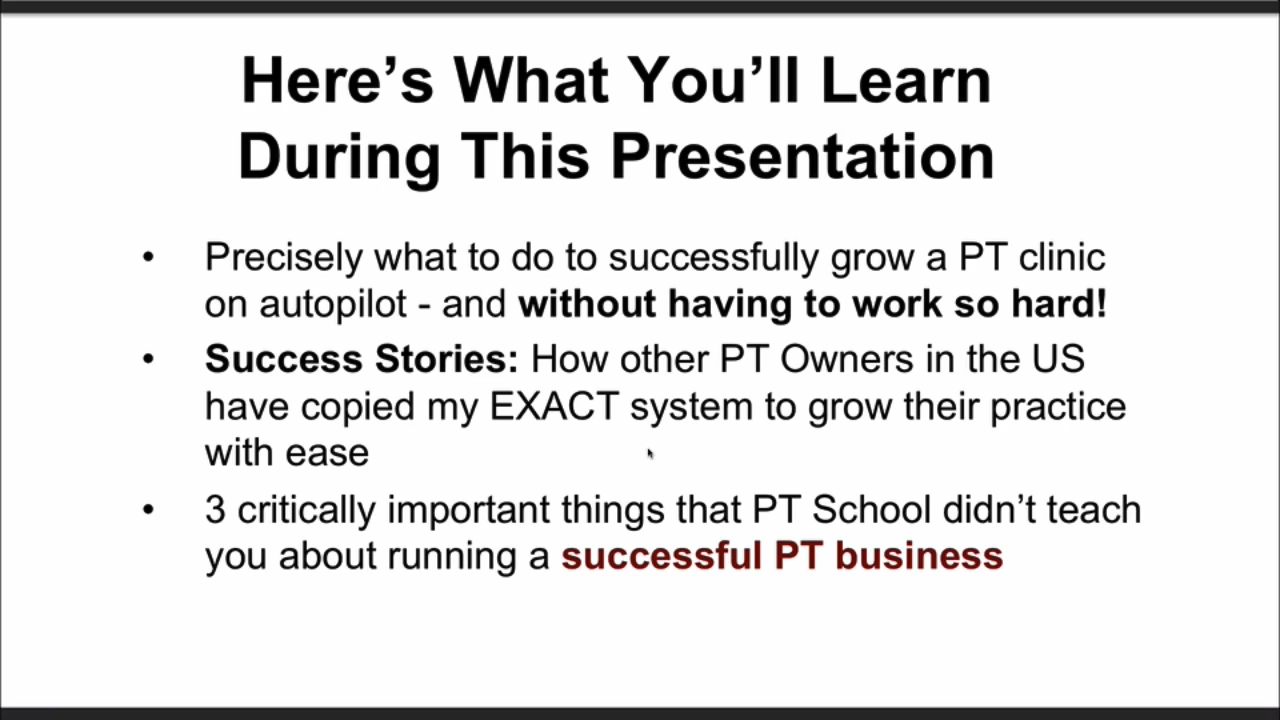 Here’s What You’ll Learn
During This Presentation
• Precisely what to do to successfully grow a PT clinic
on autopilot - and without having to work so hard!
• Success Stories: How other PT Owners in the US
have copied my EXACT system to grow their practice
with ease
• 3 critically important things that PT School didn’t teach
you about running a successful PT business